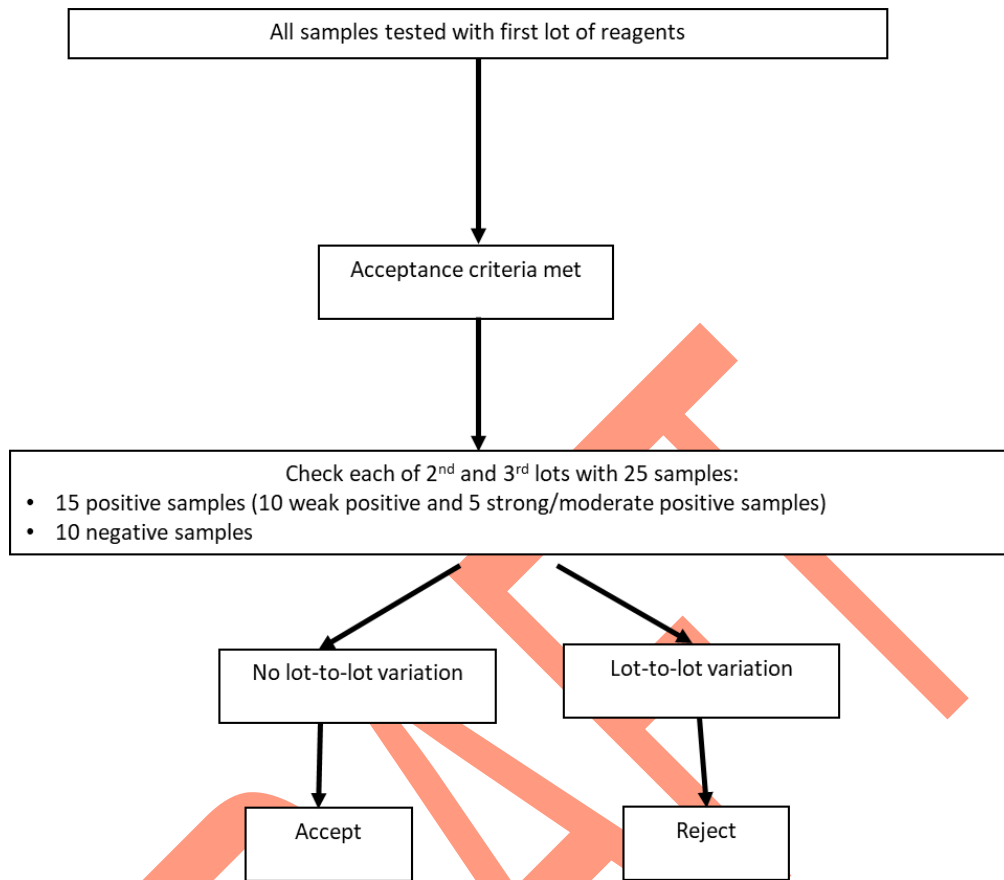 All samples tested with first lot of reagents
Acceptance criteria met
Check each of 2nd and 3rd lots with 25 samples:
• 15 positive samples (10 weak positive and 5 strong/moderate positive samples)
• 10 negative samples
No lot-to-lot variation
Lot-to-lot variation
Accept
Reject